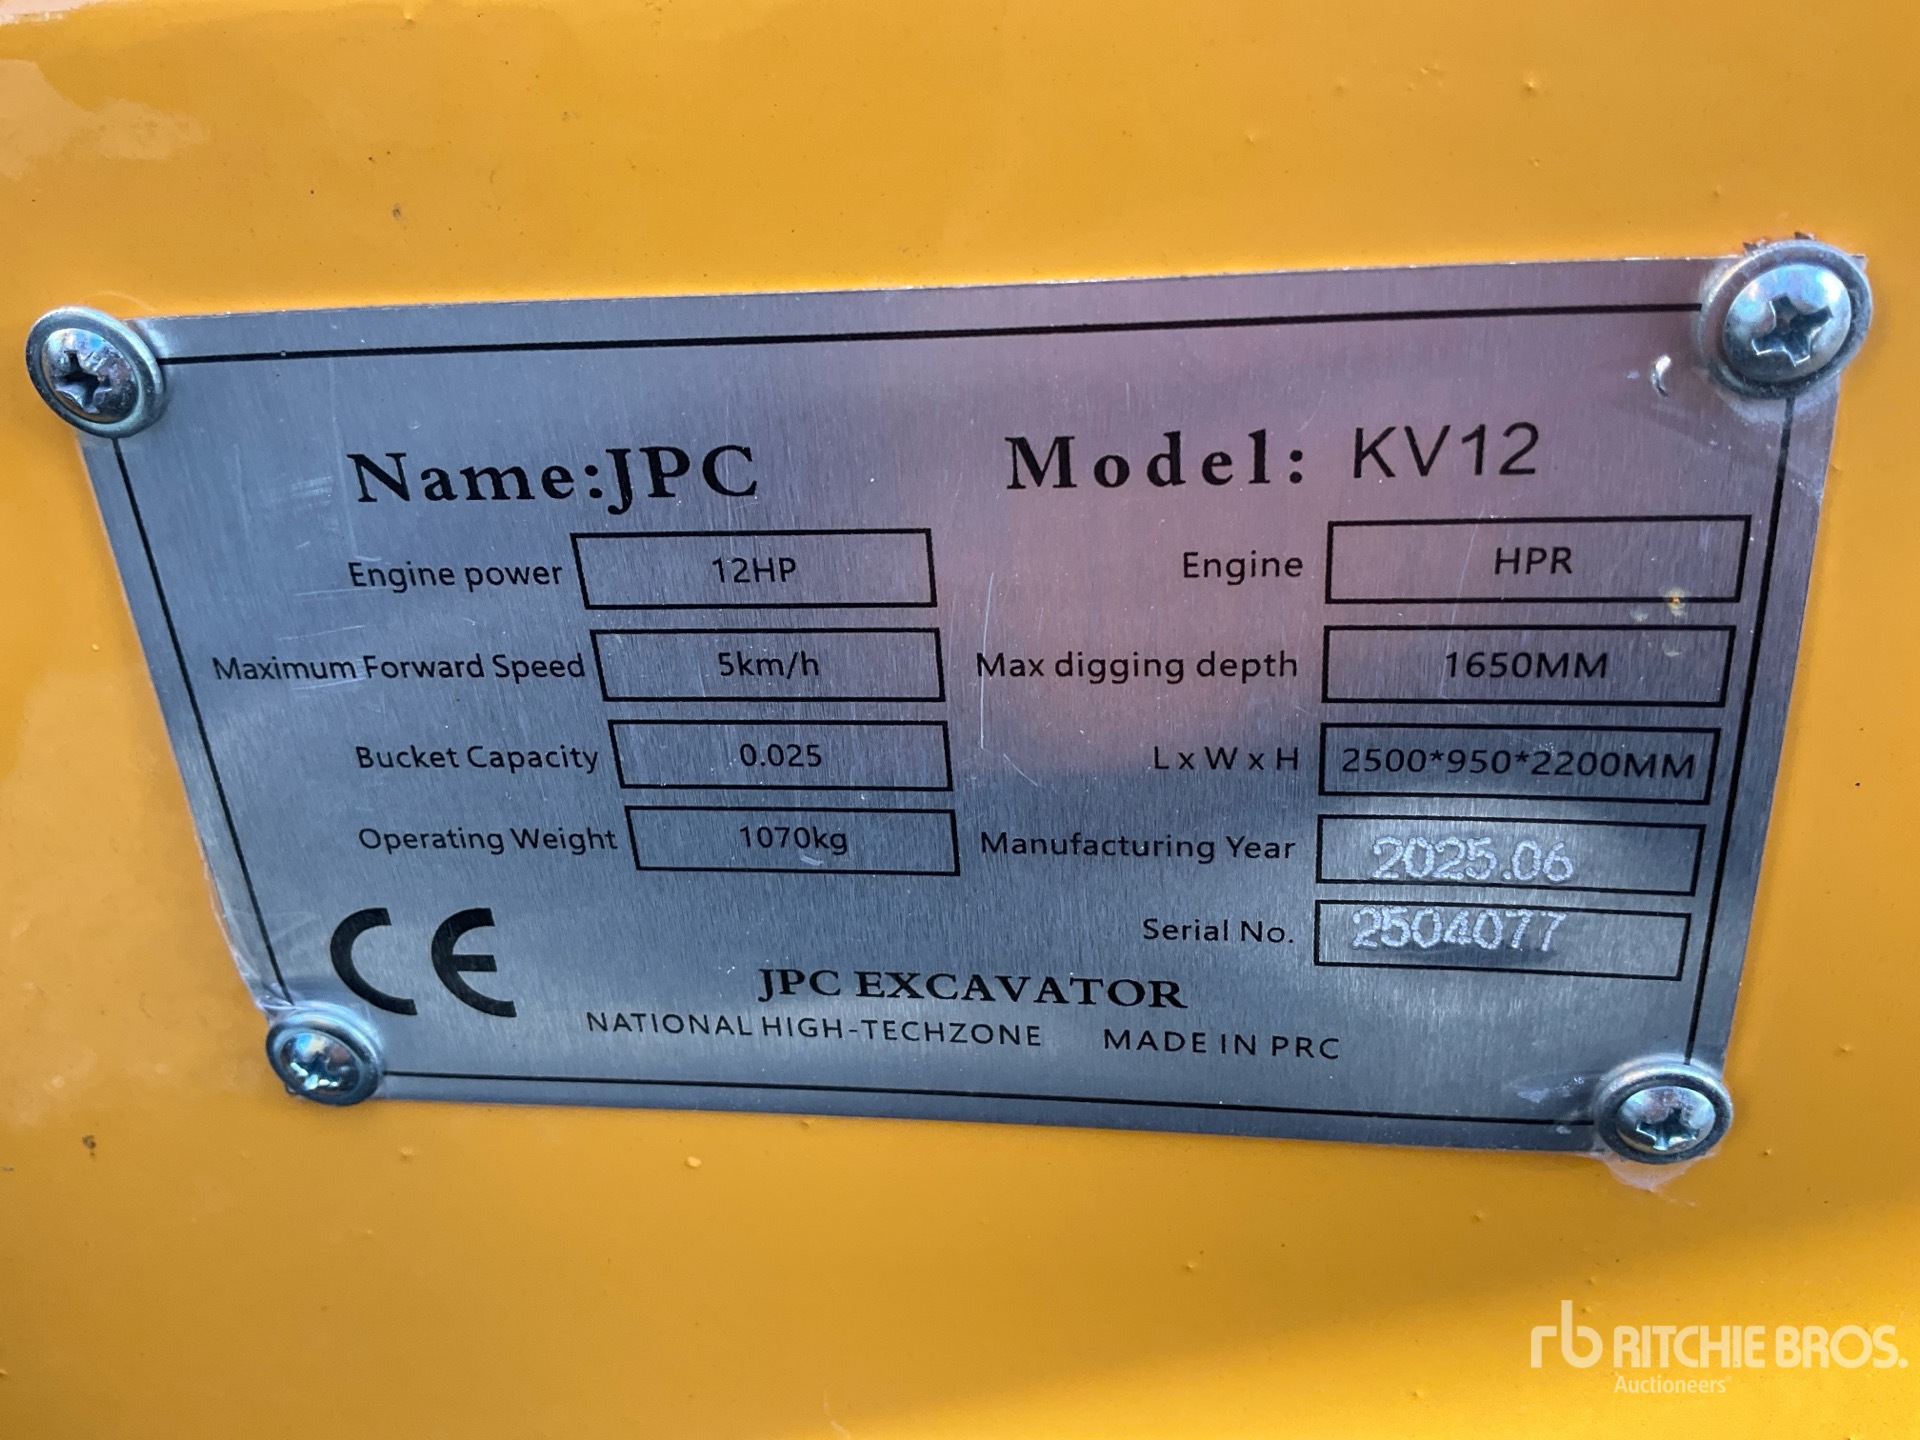 Name:JPC Model: KV12
Engine power 12HP Engine HPR
Maximum Forward Speed 5km/h Max digging depth 1650MM
Bucket Capacity 0.025 L x W x H 2500*950*2200MM
Operating Weight 1070kg Manufacturing Year 2025.06
Serial No. 2504077
CE
JPC EXCAVATOR
NATIONAL HIGH-TECHZONE MADE IN PRC
rb RITCHIE BROS.
Auctioneers